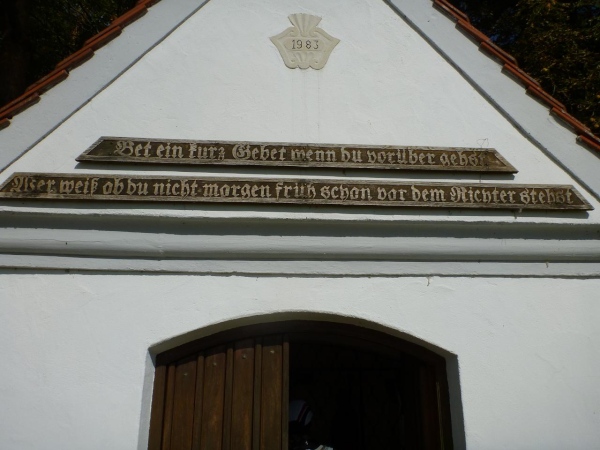 1983
Bet ein kurz Gebet wenn du vorüber gehst
Wer weiß ob du nicht morgen früh schon vor dem Richter stehst